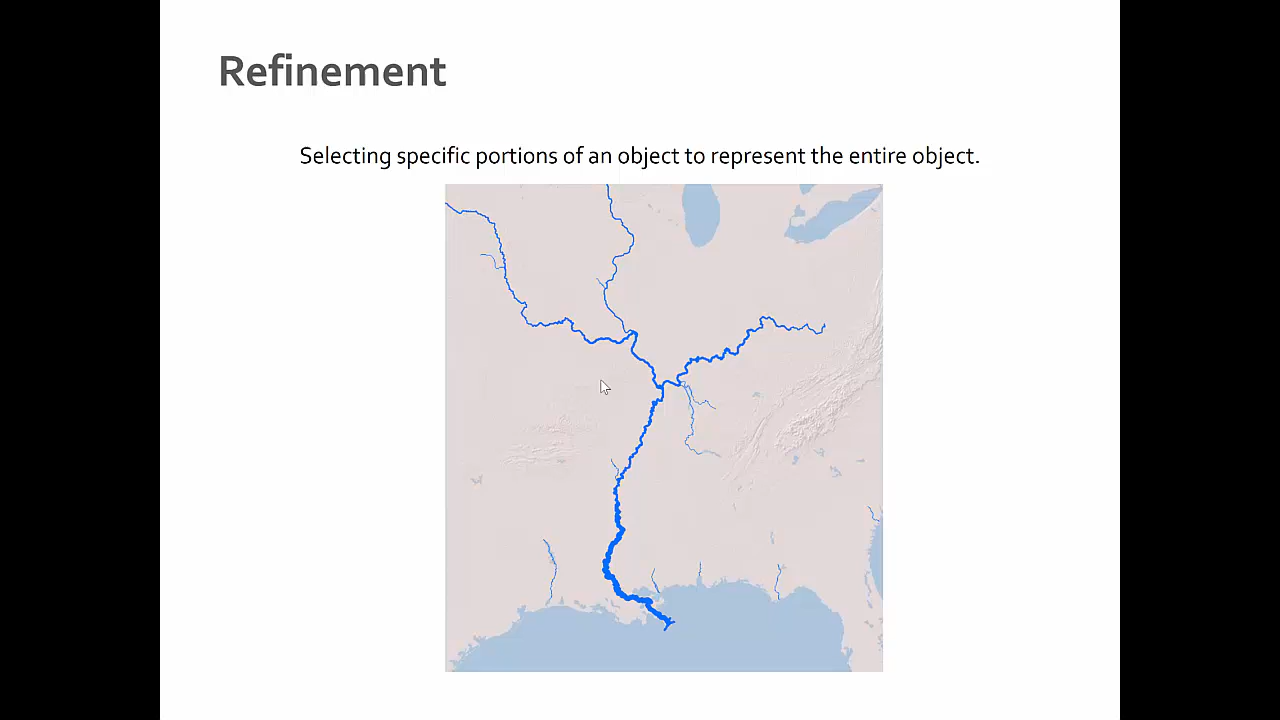 Refinement
Selecting specific portions of an object to represent the entire object.